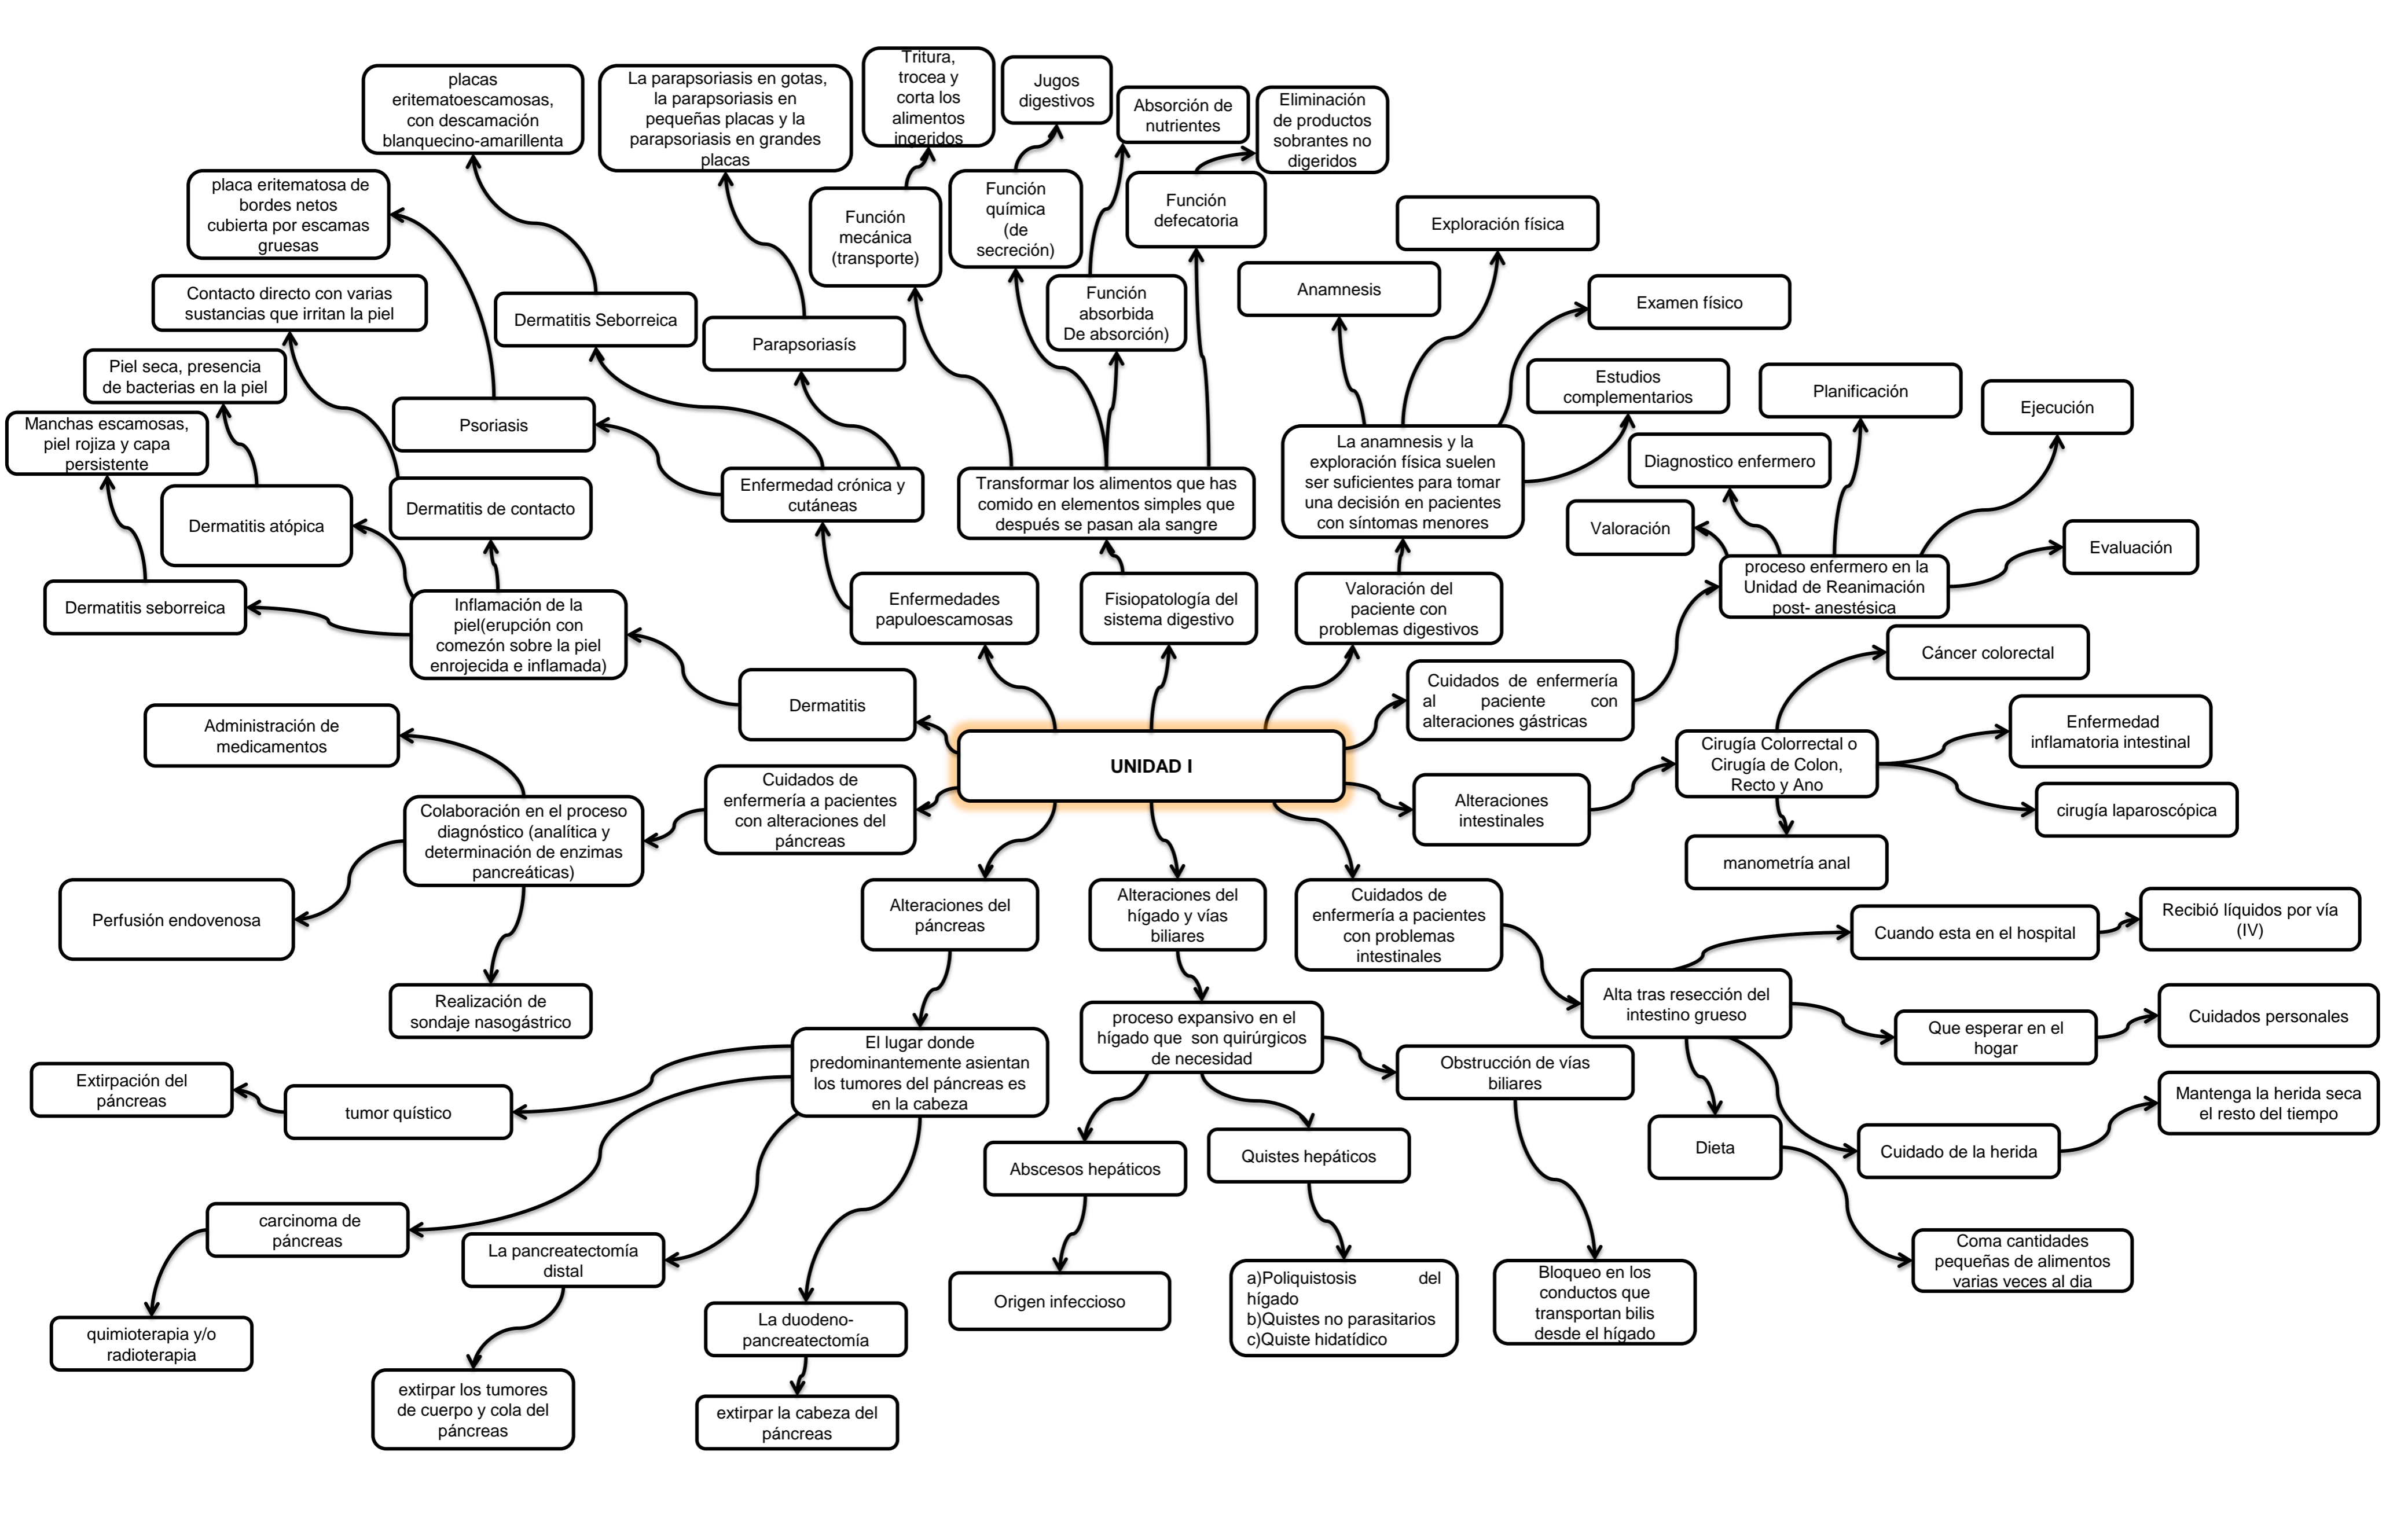 Tritura,
trocea y
corta los
alimentos
ingeridos
Jugos
digestivos
placas
eritematoescamosas,
con descamación
blanquecino-amarillenta
La parapsoriasis en gotas,
la parapsoriasis en
pequeñas placas y la
parapsoriasis en grandes
placas
Absorción de
nutrientes
Eliminación
de productos
sobrantes no
digeridos
placa eritematosa de
bordes netos
cubierta por escamas
gruesas
Función
mecánica
(transporte)
Función
química
(de
secreción)
Función
defecatoria
Exploración física
Contacto directo con varias
sustancias que irritan la piel
Dermatitis Seborreica
Parapsoriasís
Función
absorbida
De absorción)
Anamnesis
Examen físico
Piel seca, presencia
de bacterias en la piel
Psoriasis
Estudios
complementarios
Planificación
Ejecución
Manchas escamosas,
piel rojiza y capa
persistente
Dermatitis atópica
Dermatitis de contacto
Enfermedad crónica y
cutáneas
Transformar los alimentos que has
comido en elementos simples que
después se pasan ala sangre
La anamnesis y la
exploración física suelen
ser suficientes para tomar
una decisión en pacientes
con síntomas menores
Diagnostico enfermero
Valoración
Evaluación
Dermatitis seborreica
Inflamación de la
piel(erupción con
comezón sobre la piel
enrojecida e inflamada)
Enfermedades
papuloescamosas
Fisiopatología del
sistema digestivo
Valoración del
paciente con
problemas digestivos
proceso enfermero en la
Unidad de Reanimación
post- anestésica
Dermatitis
Cuidados de enfermería
al paciente con
alteraciones gástricas
Cáncer colorectal
Administración de
medicamentos
UNIDAD I
Cirugía Colorrectal o
Cirugía de Colon,
Recto y Ano
Enfermedad
inflamatoria intestinal
Colaboración en el proceso
diagnóstico (analítica y
determinación de enzimas
pancreáticas)
Cuidados de
enfermería a pacientes
con alteraciones del
páncreas
Alteraciones
intestinales
cirugía laparoscópica
manometría anal
Perfusión endovenosa
Alteraciones del
páncreas
Alteraciones del
hígado y vías
biliares
Cuidados de
enfermería a pacientes
con problemas
intestinales
Cuando esta en el hospital
Recibió líquidos por vía
(IV)
Realización de
sondaje nasogástrico
Alta tras resección del
intestino grueso
Que esperar en el
hogar
Cuidados personales
El lugar donde
predominantemente asientan
los tumores del páncreas es
en la cabeza
proceso expansivo en el
hígado que  son quirúrgicos
de necesidad
Obstrucción de vías
biliares
Extirpación del
páncreas
tumor quístico
Mantenga la herida seca
el resto del tiempo
Abscesos hepáticos
Quistes hepáticos
Dieta
Cuidado de la herida
carcinoma de
páncreas
La pancreatectomía
distal
Coma cantidades
pequeñas de alimentos
varias veces al dia
quimioterapia y/o
radioterapia
La duodeno-
pancreatectomía
Origen infeccioso
a)Poliquistosis del
hígado
b)Quistes no parasitarios
c)Quiste hidatídico
Bloqueo en los
conductos que
transportan bilis
desde el hígado
extirpar los tumores
de cuerpo y cola del
páncreas
extirpar la cabeza del
páncreas